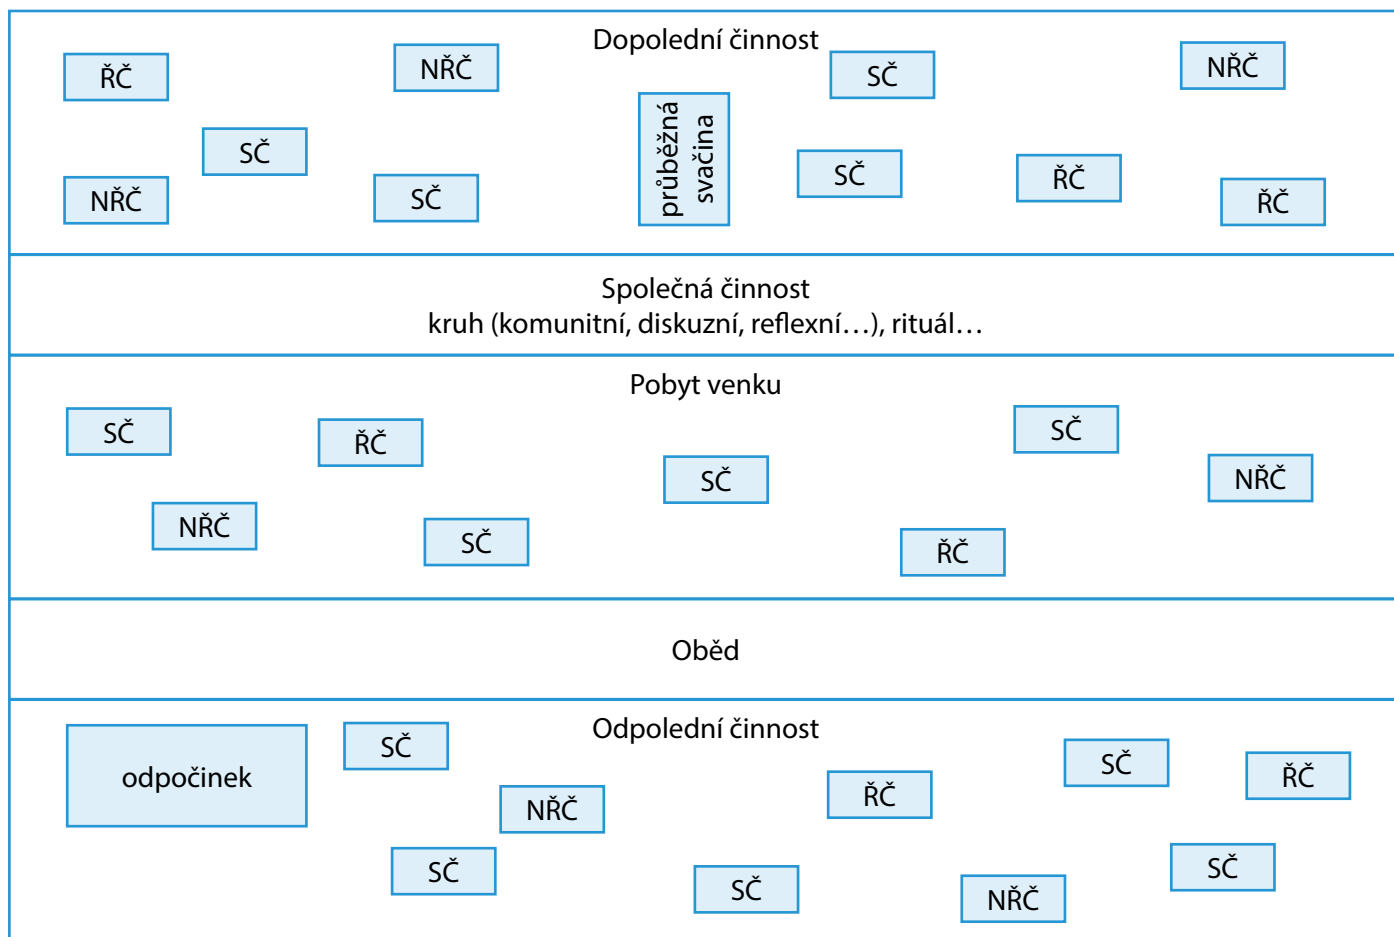 Dopolední činnost
ŘČ
NŘČ
SČ
NŘČ
průběžná
svačina
SČ
NŘČ
SČ
SČ
ŘČ
ŘČ
Společná činnost
kruh (komunitní, diskuzní, reflexní…), rituál…
Pobyt venku
SČ
ŘČ
SČ
SČ
NŘČ
NŘČ
SČ
ŘČ
Oběd
Odpolední činnost
odpočinek
SČ
NŘČ
ŘČ
SČ
ŘČ
SČ
SČ
NŘČ
SČ